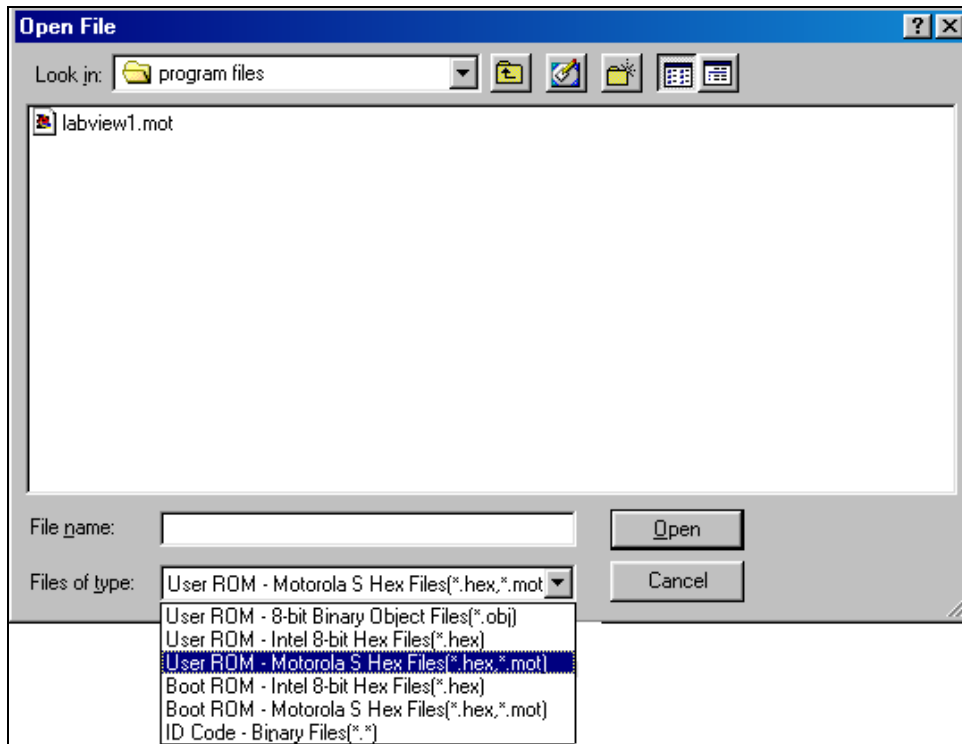 Open File
Look in: program files
labview1.mot
File name:
Open
Files of type: User ROM - Motorola S Hex Files(*.hex,*.mot
Cancel
User ROM - 8-bit Binary Object Files(*.obj)
User ROM - Intel 8-bit Hex Files(*.hex)
User ROM - Motorola S Hex Files(*.hex,*.mot)
Boot ROM - Intel 8-bit Hex Files(*.hex)
Boot ROM - Motorola S Hex Files(*.hex,*.mot)
ID Code - Binary Files(*.*)